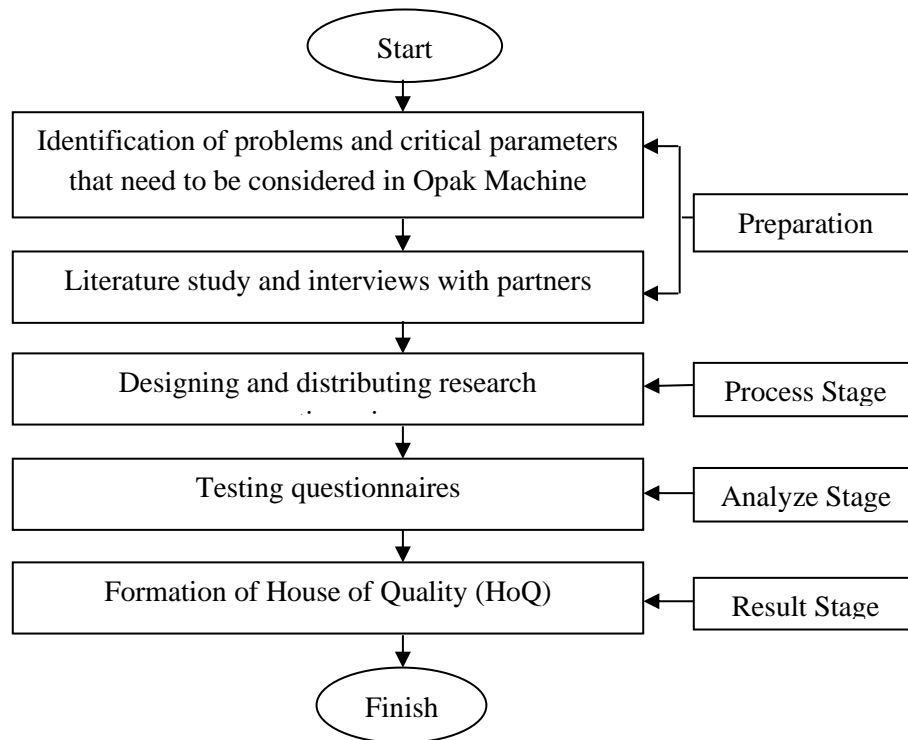 Start
Identification of problems and critical parameters
that need to be considered in Opak Machine
Preparation
Literature study and interviews with partners
Designing and distributing research
Process Stage
Testing questionnaires
Analyze Stage
Formation of House of Quality (HoQ)
Result Stage
Finish